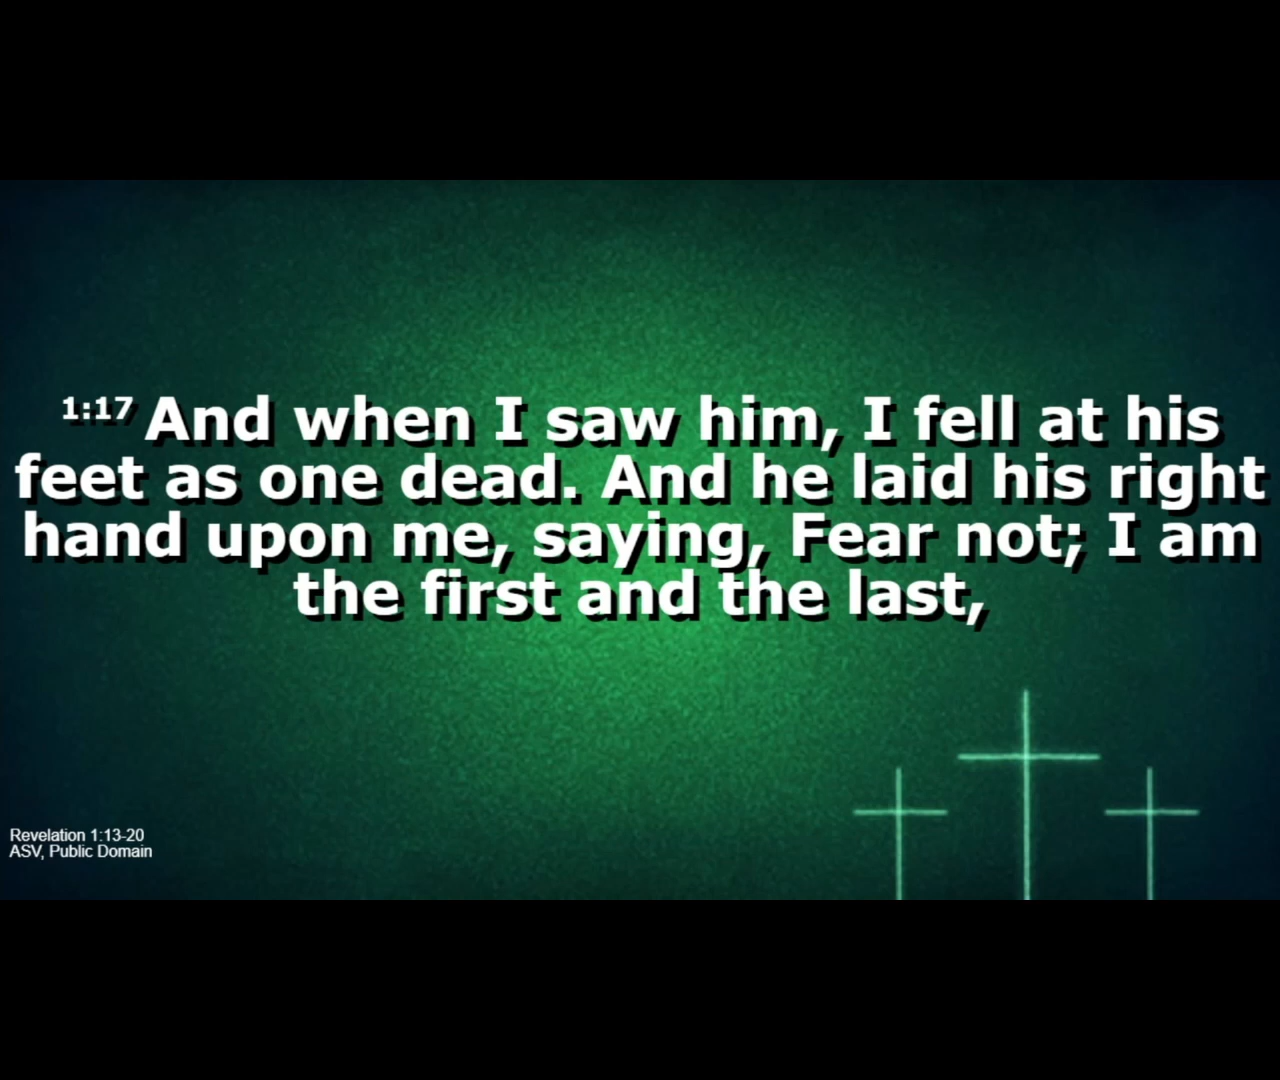 1:17 And when I saw him, I fell at his
feet as one dead. And he laid his right
hand upon me, saying, Fear not; I am
the first and the last,
Revelation 1:13-20
ASV, Public Domain